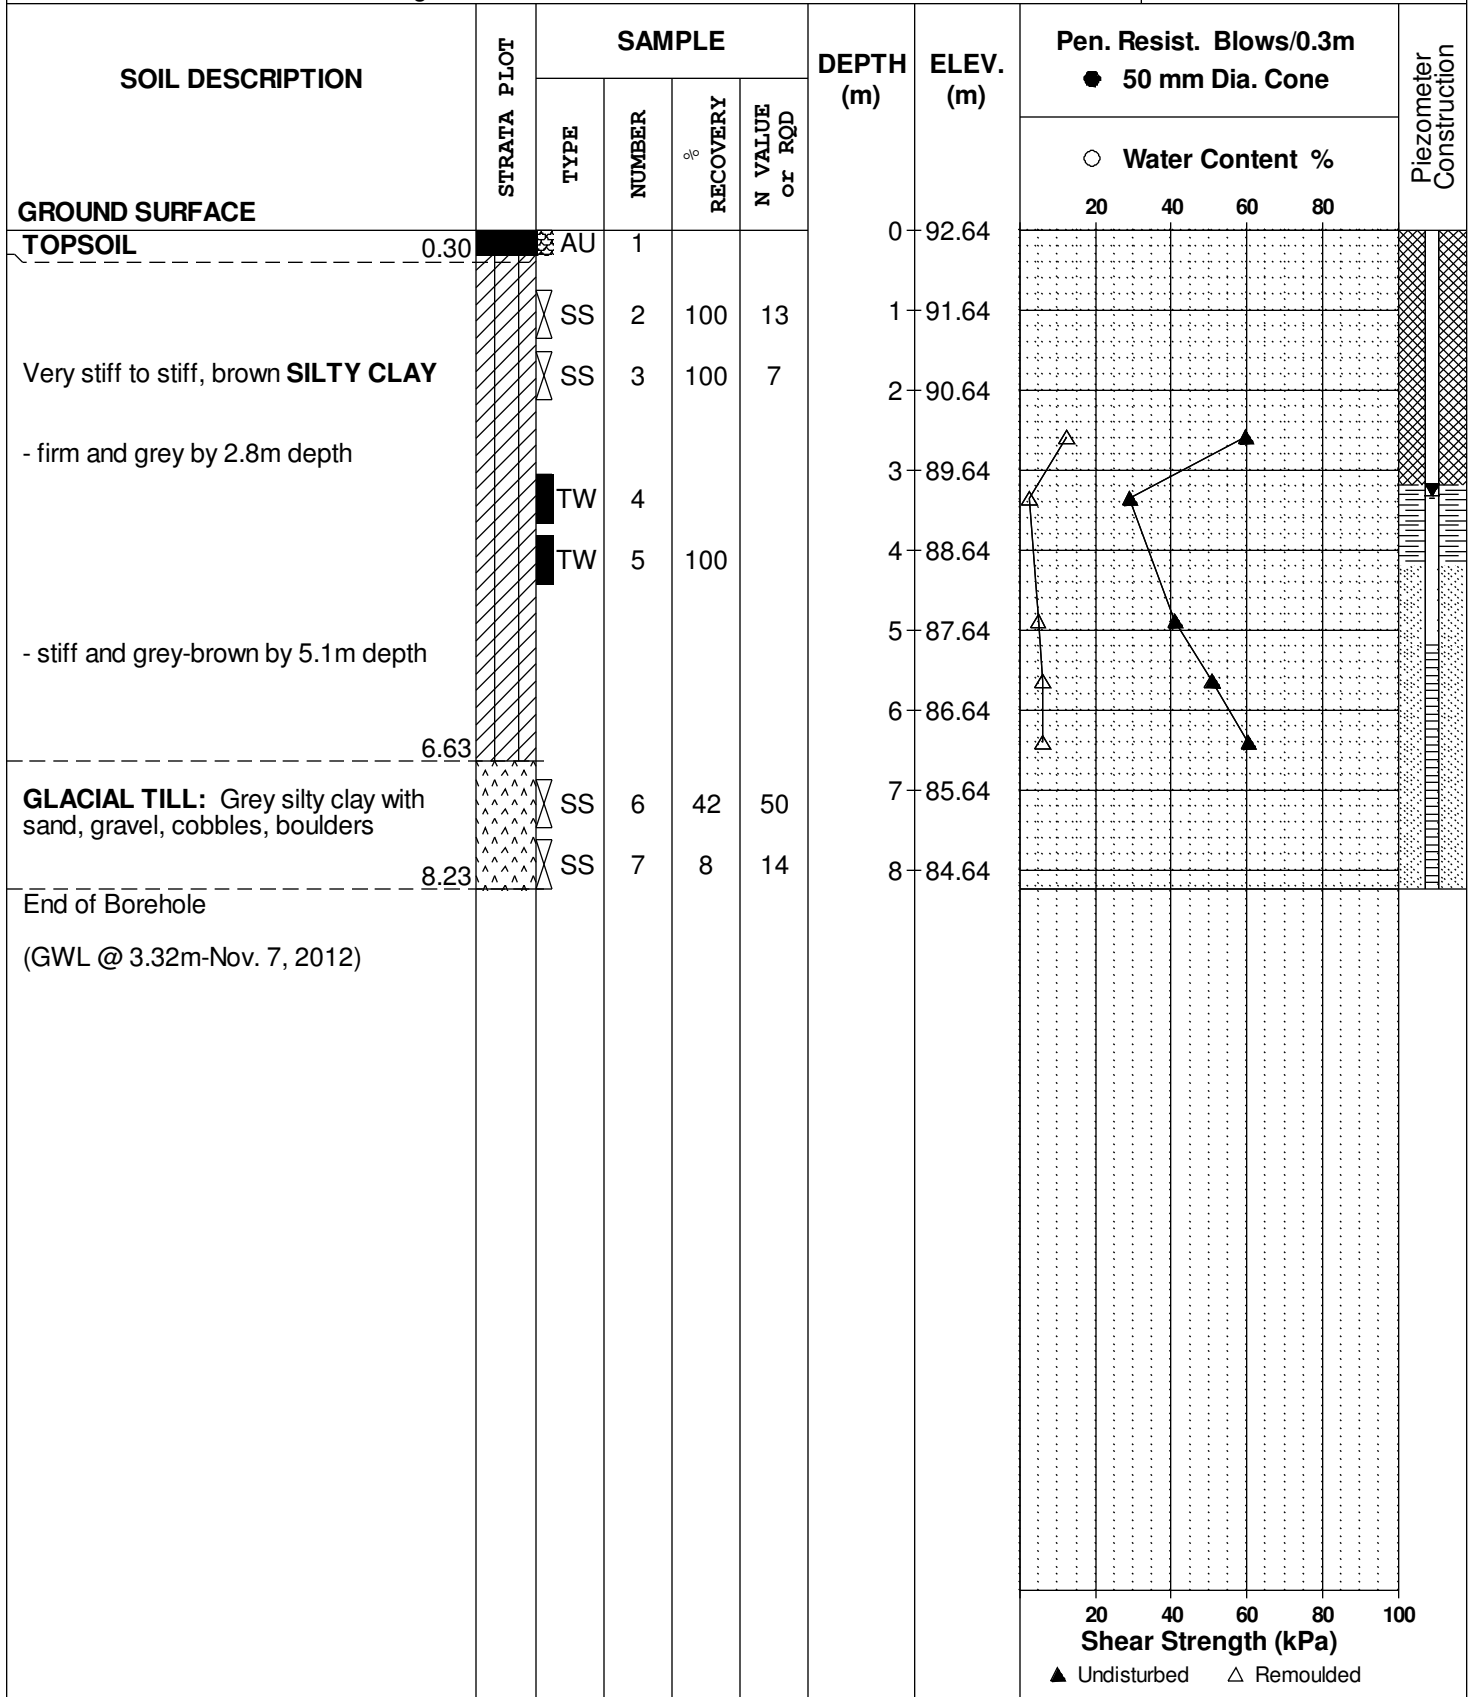 SOIL DESCRIPTION
GROUND SURFACE
STRATA PLOT
SAMPLE
TYPE
NUMBER
%
RECOVERY
N VALUE
or RQD
DEPTH
(m)
ELEV.
(m)
Pen. Resist. Blows/0.3m
● 50 mm Dia. Cone
○ Water Content %
20 40 60 80
Piezometer
Construction
TOPSOIL 0.30
AU 1
0 92.64
SS 2 100 13
1 91.64
Very stiff to stiff, brown SILTY CLAY
SS 3 100 7
2 90.64
- firm and grey by 2.8m depth
3 89.64
TW 4
4 88.64
TW 5 100
5 87.64
- stiff and grey-brown by 5.1m depth
6 86.64
6.63
GLACIAL TILL: Grey silty clay with
sand, gravel, cobbles, boulders
SS 6 42 50
7 85.64
SS 7 8 14
8 84.64
8.23
End of Borehole
(GWL @ 3.32m-Nov. 7, 2012)
20 40 60 80 100
Shear Strength (kPa)
▲ Undisturbed △ Remoulded